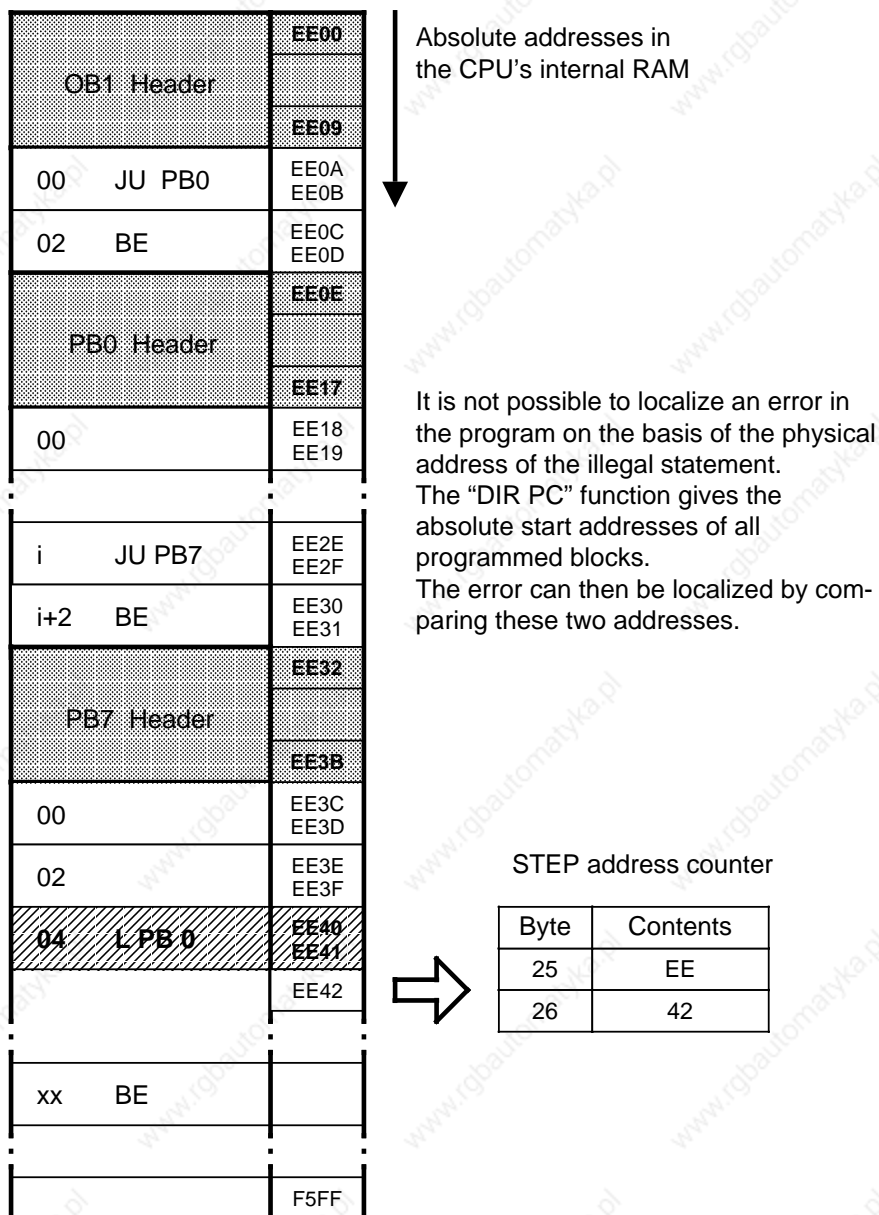 EE00
OB1 Header
EE09
00 JU PB0 EE0A
EE0B
02 BE EE0C
EE0D
EE0E
PB0 Header
EE17
00 EE18
EE19
i JU PB7 EE2E
EE2F
i+2 BE EE30
EE31
EE32
PB7 Header
EE3B
00 EE3C
EE3D
02 EE3E
EE3F
04 L PB 0 EE40
EE41
EE42
xx BE
F5FF
Absolute addresses in
the CPU's internal RAM
It is not possible to localize an error in
the program on the basis of the physical
address of the illegal statement.
The “DIR PC” function gives the
absolute start addresses of all
programmed blocks.
The error can then be localized by com-
paring these two addresses.
STEP address counter
Byte Contents
25 EE
26 42
www.rgbautomatyka.pl